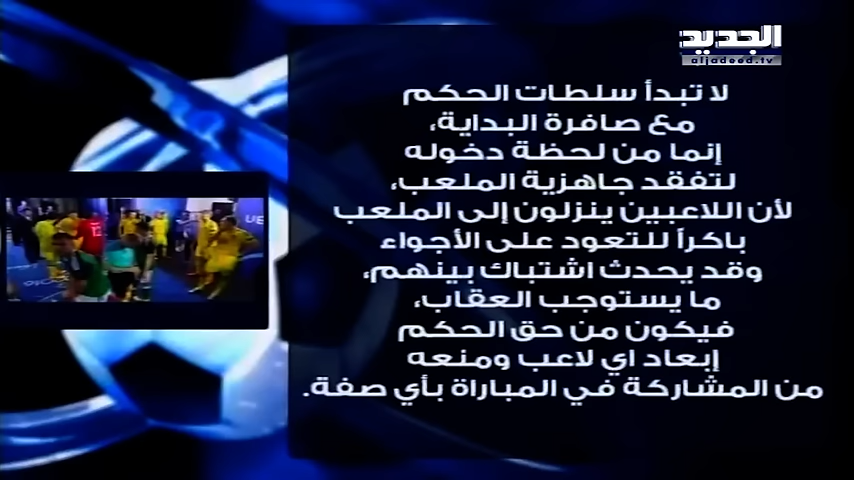 الجديد
aljadeed.tv
لا تبدأ سلطات الحكم
مع صافرة البداية،
إنما من لحظة دخوله
لتفقد جاهزية الملعب،
لأن اللاعبين ينزلون إلى الملعب
باكراً للتعود على الأجواء
وقد يحدث اشتباك بينهم،
ما يستوجب العقاب،
فيكون من حق الحكم
إبعاد اي لاعب ومنعه
من المشاركة في المباراة بأي صفة.